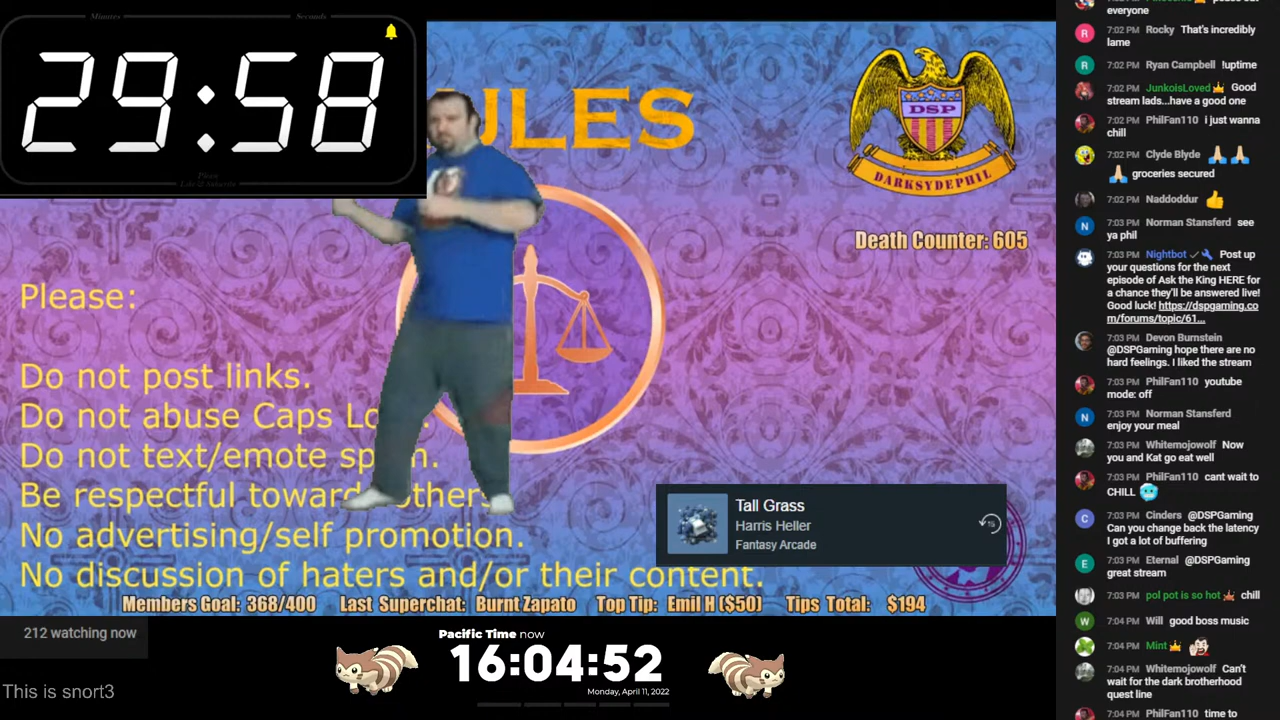 Minutes
Seconds
29:58
Please
ULES
DSP
DARKSYDEPHIL
Death Counter: 605
Please:
Do not post links.
Do not abuse Caps Lo
Do not text/emote sp m.
Be respectful toward others
No advertising/self promotion.
No discussion of haters and/or their content.
Tall Grass
Harris Heller
Fantasy Arcade
15
Members Goal: 368/400 Last Superchat: Burnt Zapato Top Tip: Emil H ($50) Tips Total: $194
212 watching now
This is snort3
Pacific Time now
16:04:52
Monday, April 11, 2022
everyone
R 7:02 PM Rocky That's incredibly
lame
R 7:02 PM Ryan Campbell !uptime
7:02 PM JunkoisLoved Good
stream lads...have a good one
7:02 PM PhilFan110 i just wanna
chill
7:02 PM Clyde Blyde 🙏🏻 🙏🏻
🙏🏻 groceries secured
7:02 PM Naddoddur 👍
N 7:03 PM Norman Stansferd see
ya phil
7:03 PM Nightbot Post up
your questions for the next
episode of Ask the King HERE for
a chance they'll be answered live!
Good luck! https://dspgaming.co
m/forums/topic/61...
7:03 PM Devon Burnstein
@DSPGaming hope there are no
hard feelings. I liked the stream
7:03 PM PhilFan110 youtube
mode: off
N 7:03 PM Norman Stansferd
enjoy your meal
7:03 PM Whitemojowolf Now
you and Kat go eat well
7:03 PM PhilFan110 cant wait to
CHILL 🥶
C 7:03 PM Cinders @DSPGaming
Can you change back the latency
I got a lot of buffering
E 7:03 PM Eternal @DSPGaming
great stream
7:03 PM pol pot is so hot chill
W 7:04 PM Will good boss music
7:04 PM Mint
7:04 PM Whitemojowolf Can't
wait for the dark brotherhood
quest line
7:04 PM PhilFan110 time to